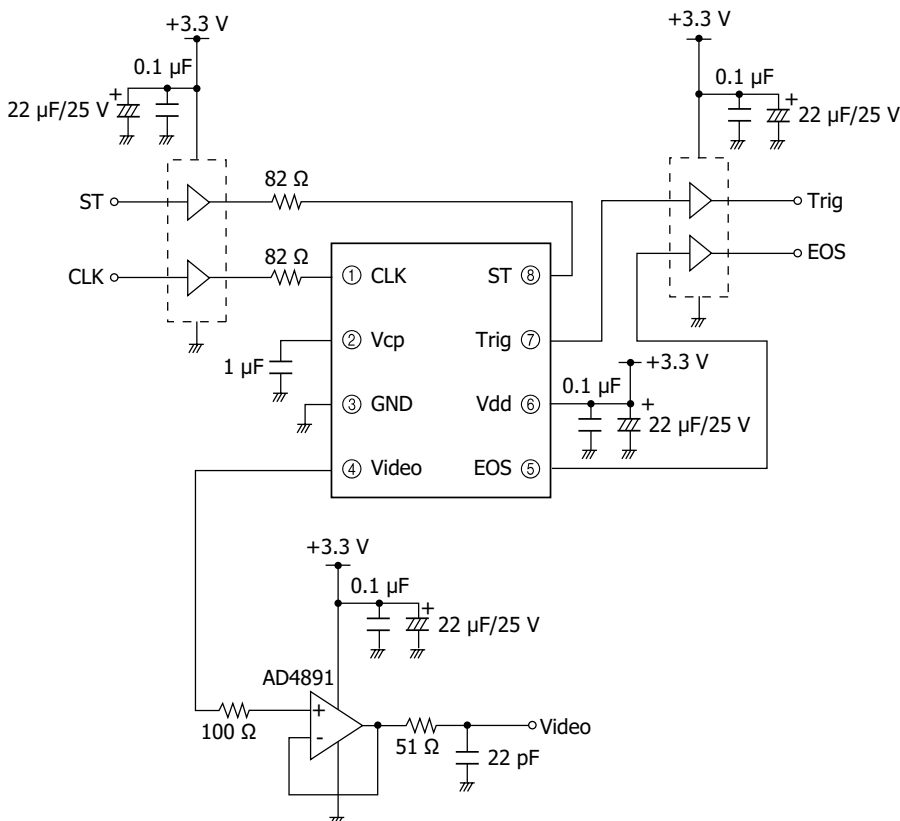 +3.3 V
+3.3 V
0.1 µF
0.1 µF
+
+
22 µF/25 V
22 µF/25 V
82 Ω
ST
Trig
82 Ω
EOS
CLK
① CLK
ST ⑧
② Vcp
Trig ⑦
1 µF
+3.3 V
0.1 µF
③ GND
Vdd ⑥
+
22 µF/25 V
④ Video
EOS ⑤
+3.3 V
0.1 µF
+
22 µF/25 V
AD4891
+
-
100 Ω
51 Ω
Video
22 pF